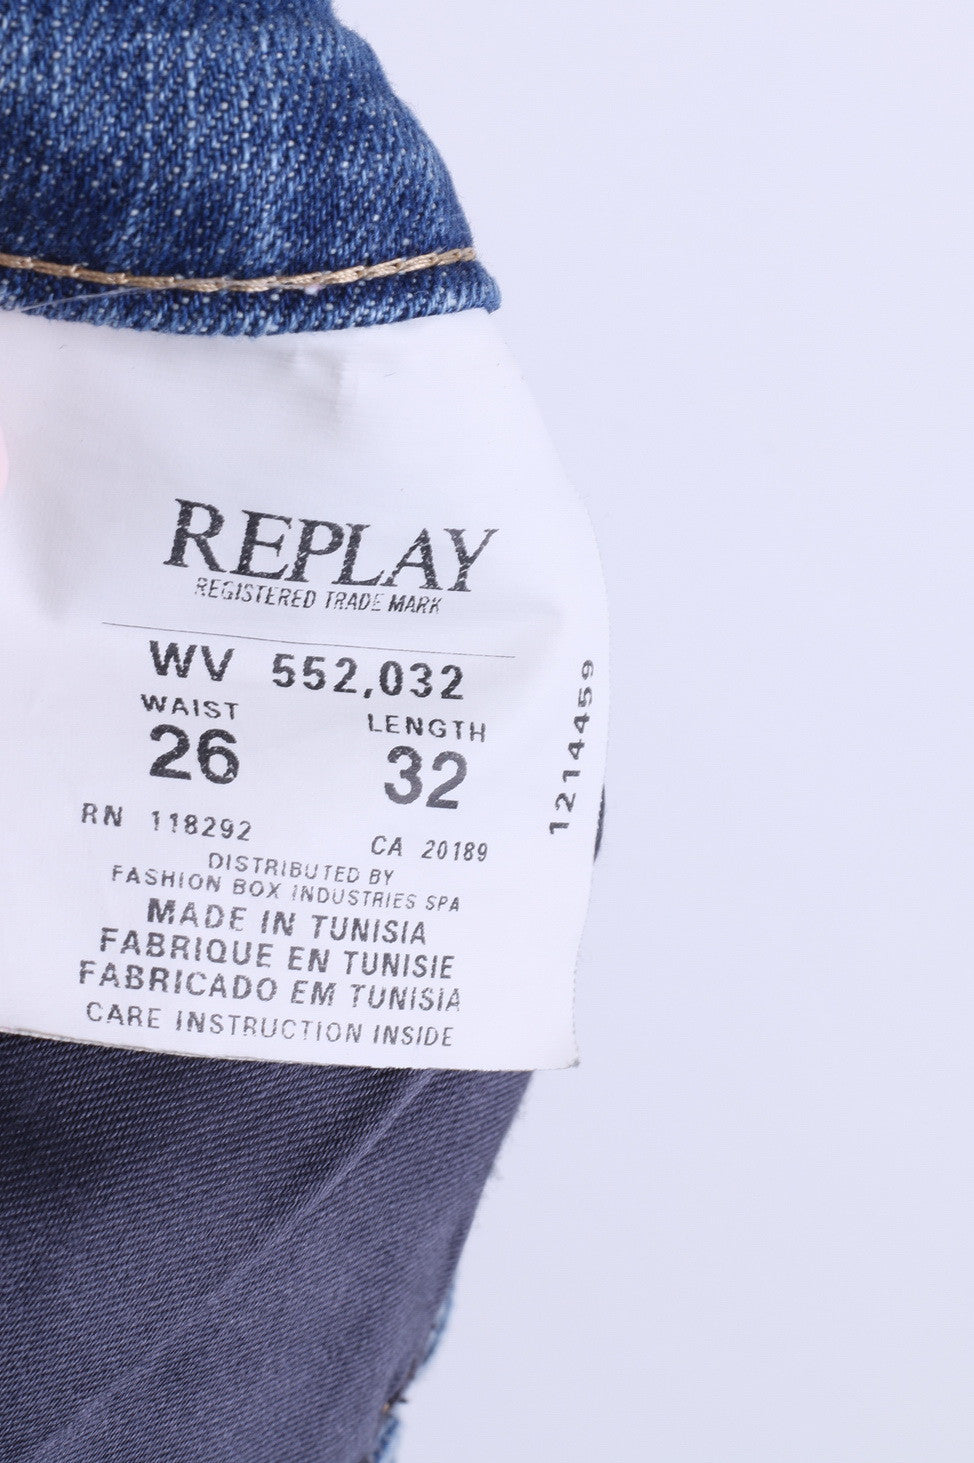 REPLAY
REGISTERED TRADE MARK
WV 552,032
WAIST LENGTH
26 32
RN 118292 CA 20189
DISTRIBUTED BY
FASHION BOX INDUSTRIES SPA
MADE IN TUNISIA
FABRIQUE EN TUNISIE
FABRICADO EM TUNISIA
CARE INSTRUCTION INSIDE
1214459